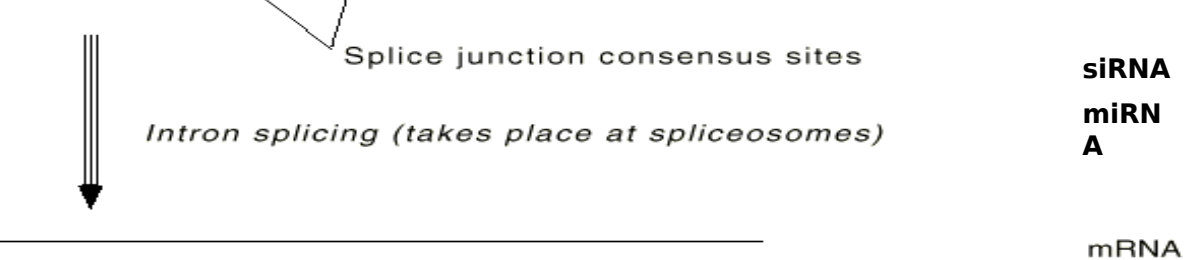 Splice junction consensus sites
siRNA
Intron splicing (takes place at spliceosomes)
miRN
A
mRNA